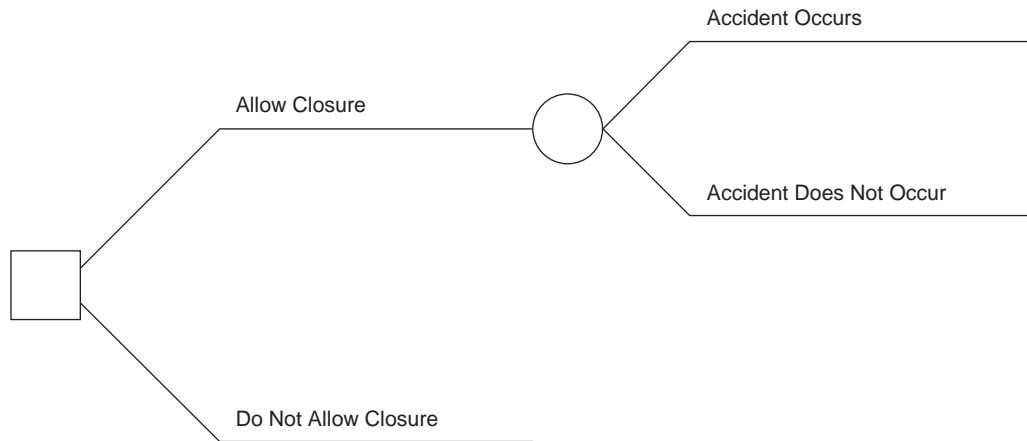 Accident Occurs
Allow Closure
Accident Does Not Occur
Do Not Allow Closure